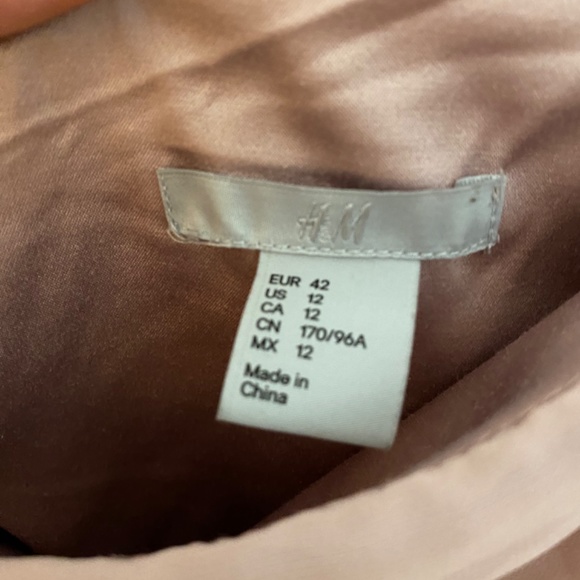 H&M
EUR 42
US 12
CA 12
CN 170/96A
MX 12
Made in
China